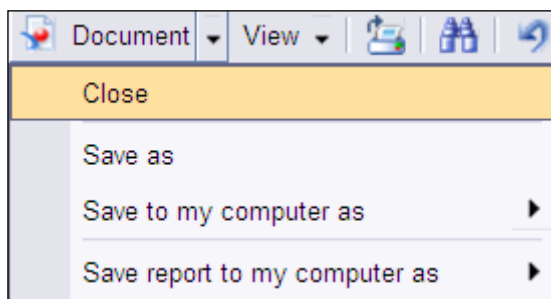 Document View
Close
Save as
Save to my computer as
Save report to my computer as